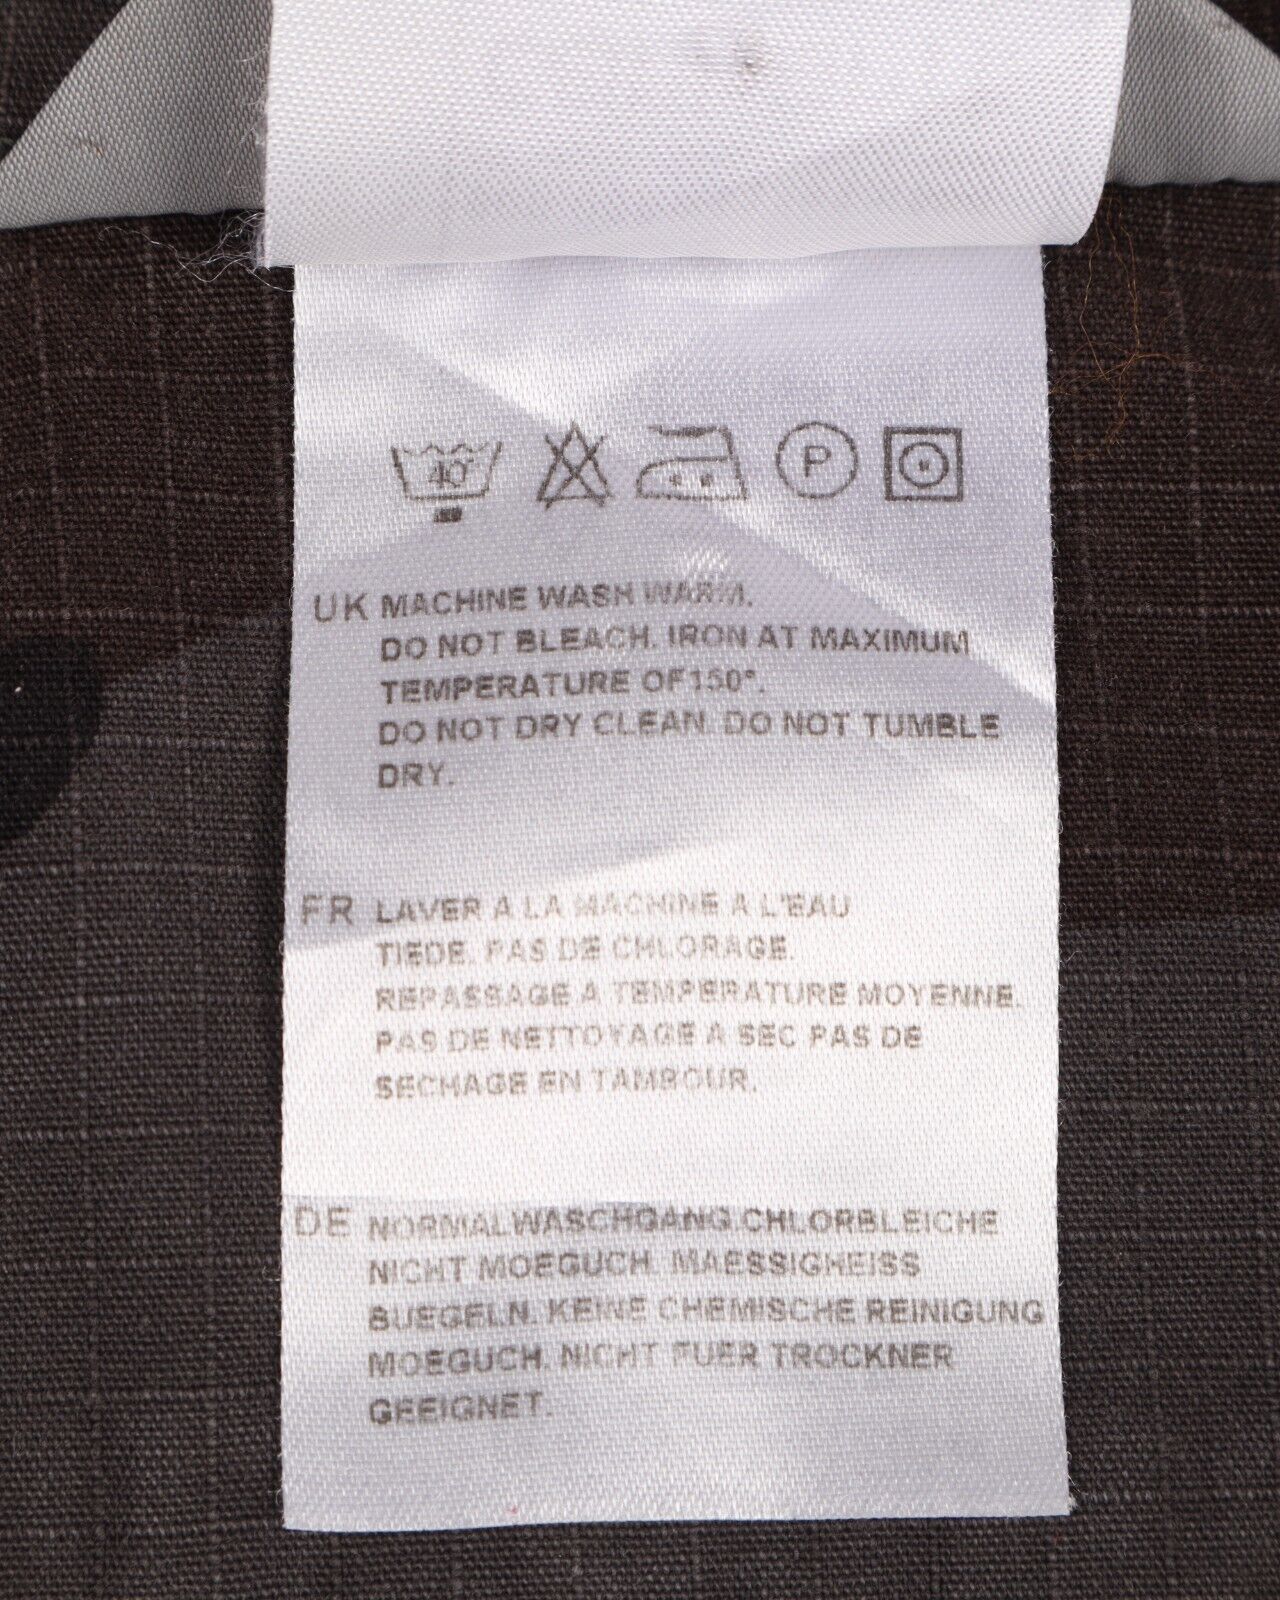 40°
P
UK MACHINE WASH WARM.
DO NOT BLEACH. IRON AT MAXIMUM
TEMPERATURE OF 150°.
DO NOT DRY CLEAN. DO NOT TUMBLE
DRY.
FR LAVER A LA MACHINE A L'EAU
TIEDE. PAS DE CHLORAGE.
REPASSAGE A TEMPERATURE MOYENNE.
PAS DE NETTOYAGE A SEC PAS DE
SECHAGE EN TAMBOUR.
DE NORMALWASCHGANG.CHLORBLEICHE
NICHT MOEGUCH. MAESSIGHEISS
BUEGELN. KEINE CHEMISCHE REINIGUNG
MOEGUCH. NICHT FUER TROCKNER
GEEIGNET.